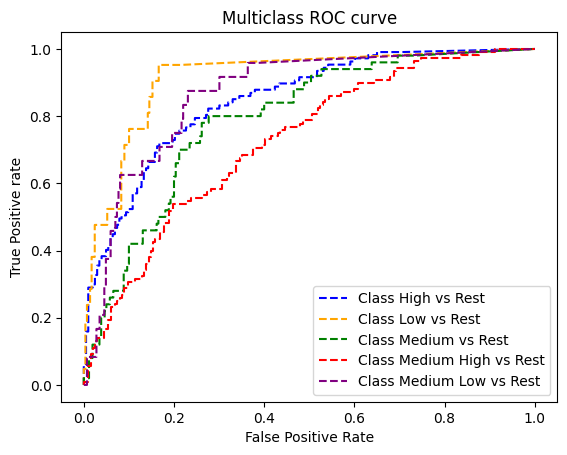 Multiclass ROC curve
True Positive rate
1.0
0.8
0.6
0.4
0.2
0.0
Class High vs Rest
Class Low vs Rest
Class Medium vs Rest
Class Medium High vs Rest
Class Medium Low vs Rest
0.0 0.2 0.4 0.6 0.8 1.0
False Positive Rate